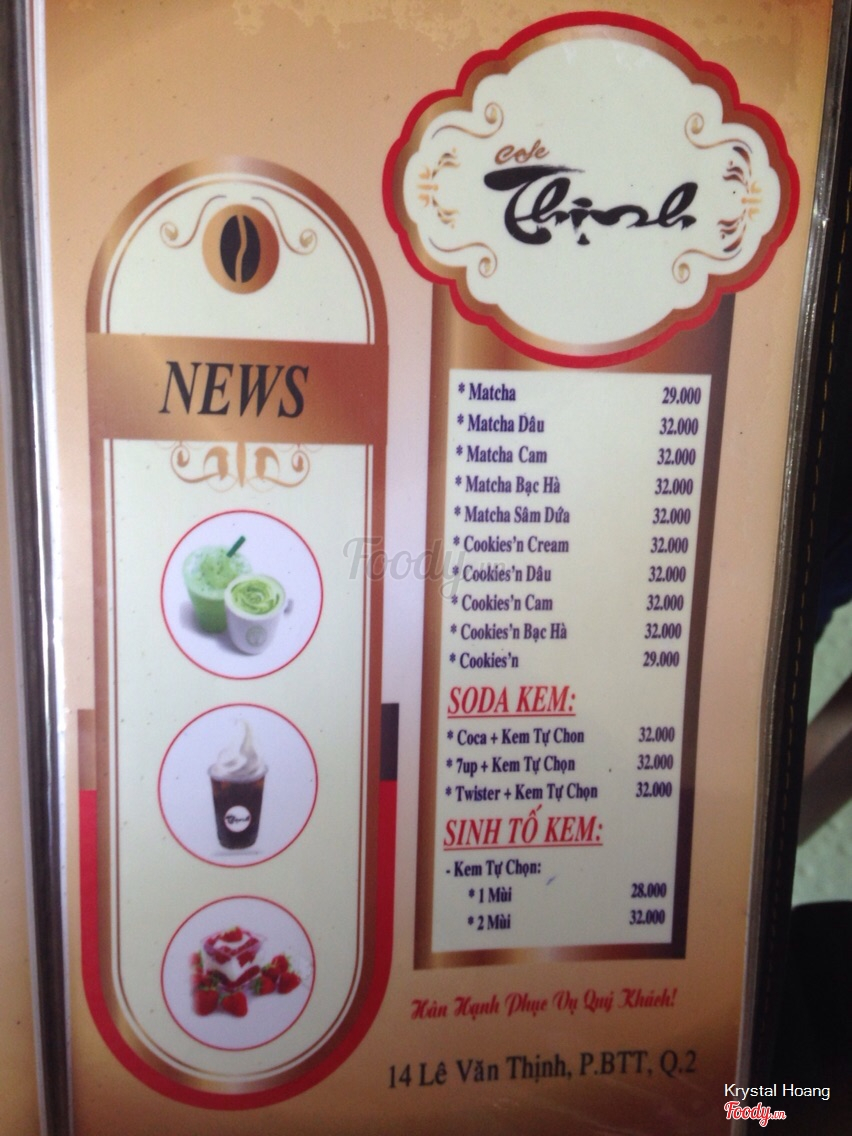 Cafe
Thịnh
NEWS
* Matcha 29.000
* Matcha Dâu 32.000
* Matcha Cam 32.000
* Matcha Bạc Hà 32.000
* Matcha Sâm Dứa 32.000
* Cookies'n Cream 32.000
* Cookies'n Dâu 32.000
* Cookies'n Cam 32.000
* Cookies'n Bạc Hà 32.000
* Cookies'n 29.000
SODA KEM:
* Coca + Kem Tự Chon 32.000
* 7up + Kem Tự Chọn 32.000
* Twister + Kem Tự Chọn 32.000
SINH TỐ KEM:
- Kem Tự Chọn:
* 1 Mùi 28.000
* 2 Mùi 32.000
Thịnh
Hân Hạnh Phục Vụ Quý Khách!
14 Lê Văn Thịnh, P.BTT, Q.2
Foody.vn
Krystal Hoang
Foody.vn